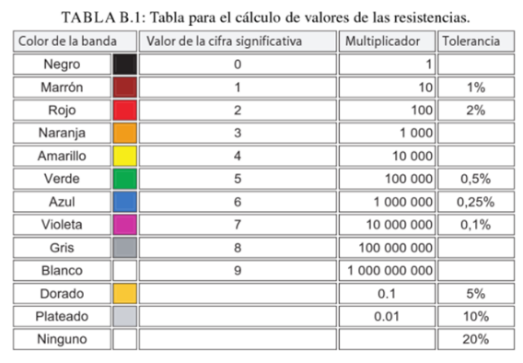 TABLA B.1: Tabla para el cálculo de valores de las resistencias.
Color de la banda Valor de la cifra significativa Multiplicador Tolerancia
Negro 0 1
Marrón 1 10 1%
Rojo 2 100 2%
Naranja 3 1 000
Amarillo 4 10 000
Verde 5 100 000 0,5%
Azul 6 1 000 000 0,25%
Violeta 7 10 000 000 0,1%
Gris 8 100 000 000
Blanco 9 1 000 000 000
Dorado 0.1 5%
Plateado 0.01 10%
Ninguno 20%